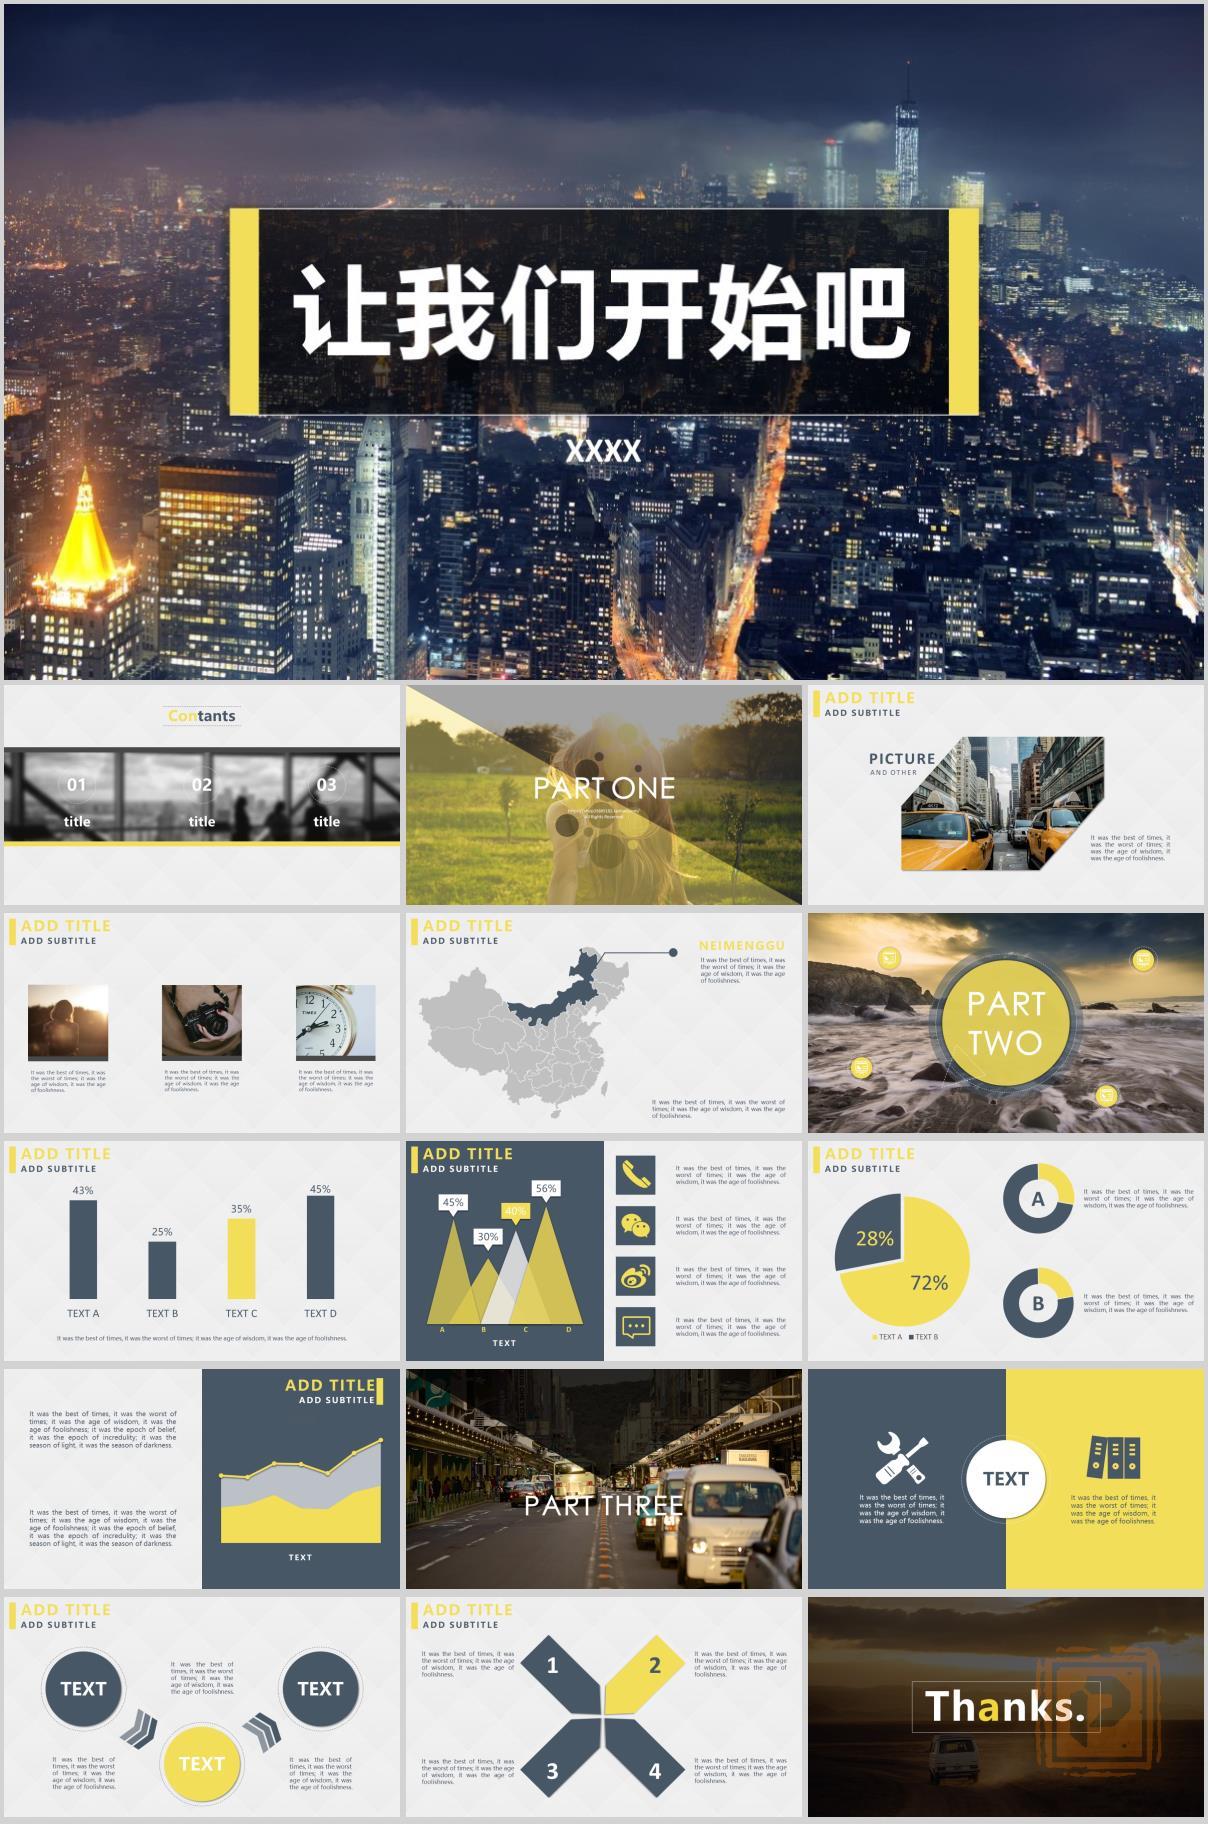 让我们开始吧
XXXX
Contants
01
02
03
title
title
title
PART ONE
All Rights Reserved
ADD TITLE
ADD SUBTITLE
PICTURE
AND OTHER
It was the best of times, it
was the worst of times; it
was the age of wisdom, it
was the age of foolishness.
ADD TITLE
ADD SUBTITLE
It was the best of times, it was
the worst of times; it was the
age of wisdom, it was the age
of foolishness.
It was the best of times, it was
the worst of times; it was the
age of wisdom, it was the age
of foolishness.
TIMEX
It was the best of times, it was
the worst of times; it was the
age of wisdom, it was the age
of foolishness.
ADD TITLE
ADD SUBTITLE
NEIMENGGU
It was the best of times, it was
the worst of times; it was the
age of wisdom, it was the age
of foolishness.
It was the best of times, it was the worst of
times; it was the age of wisdom, it was the age
of foolishness.
PART
TWO
ADD TITLE
ADD SUBTITLE
43%
25%
35%
45%
TEXT A
TEXT B
TEXT C
TEXT D
It was the best of times, it was the worst of times; it was the age of wisdom, it was the age of foolishness.
ADD TITLE
ADD SUBTITLE
45%
30%
40%
56%
A
B
C
D
TEXT
It was the best of times, it was the
worst of times; it was the age of
wisdom, it was the age of foolishness.
It was the best of times, it was the
worst of times; it was the age of
wisdom, it was the age of foolishness.
It was the best of times, it was the
worst of times; it was the age of
wisdom, it was the age of foolishness.
It was the best of times, it was the
worst of times; it was the age of
wisdom, it was the age of foolishness.
ADD TITLE
ADD SUBTITLE
28%
72%
TEXT A
TEXT B
A
It was the best of times, it was the
worst of times; it was the age of
wisdom, it was the age of foolishness.
B
It was the best of times, it was the
worst of times; it was the age of
wisdom, it was the age of foolishness.
It was the best of times, it was the worst of
times; it was the age of wisdom, it was the
age of foolishness; it was the epoch of belief,
it was the epoch of incredulity; it was the
season of light, it was the season of darkness.
It was the best of times, it was the worst of
times; it was the age of wisdom, it was the
age of foolishness; it was the epoch of belief,
it was the epoch of incredulity; it was the
season of light, it was the season of darkness.
ADD TITLE
ADD SUBTITLE
TEXT
PART THREE
It was the best of times, it
was the worst of times; it
was the age of wisdom, it
was the age of foolishness.
TEXT
It was the best of times, it
was the worst of times; it
was the age of wisdom, it
was the age of foolishness.
ADD TITLE
ADD SUBTITLE
TEXT
It was the best of
times, it was the worst
of times; it was the
age of wisdom, it was
the age of foolishness.
TEXT
It was the best of
times, it was the worst
of times; it was the
age of wisdom, it was
the age of foolishness.
TEXT
It was the best of
times, it was the worst
of times; it was the
age of wisdom, it was
the age of foolishness.
ADD TITLE
ADD SUBTITLE
It was the best of times, it was
the worst of times; it was the
age of wisdom, it was the age of
foolishness.
1
2
It was the best of times, it was
the worst of times; it was the
age of wisdom, it was the age of
foolishness.
It was the best of times, it was
the worst of times; it was the
age of wisdom, it was the age of
foolishness.
3
4
It was the best of times, it was
the worst of times; it was the
age of wisdom, it was the age of
foolishness.
Thanks.